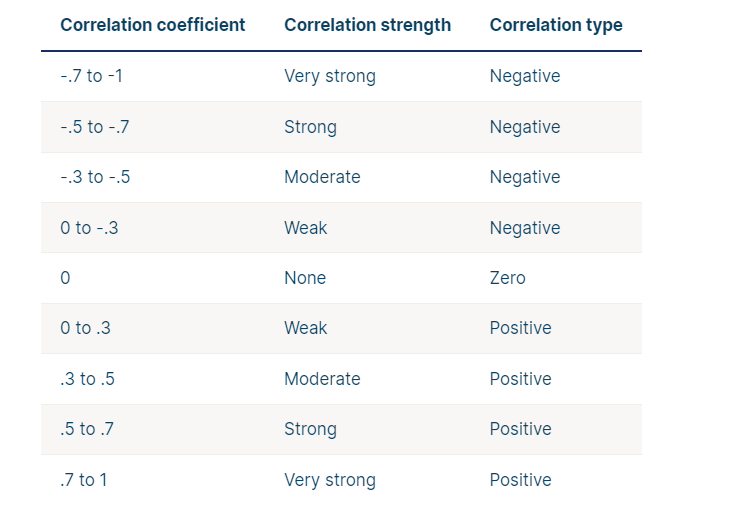 Correlation coefficient Correlation strength Correlation type
-.7 to -1 Very strong Negative
-.5 to -.7 Strong Negative
-.3 to -.5 Moderate Negative
0 to -.3 Weak Negative
0 None Zero
0 to .3 Weak Positive
.3 to .5 Moderate Positive
.5 to .7 Strong Positive
.7 to 1 Very strong Positive